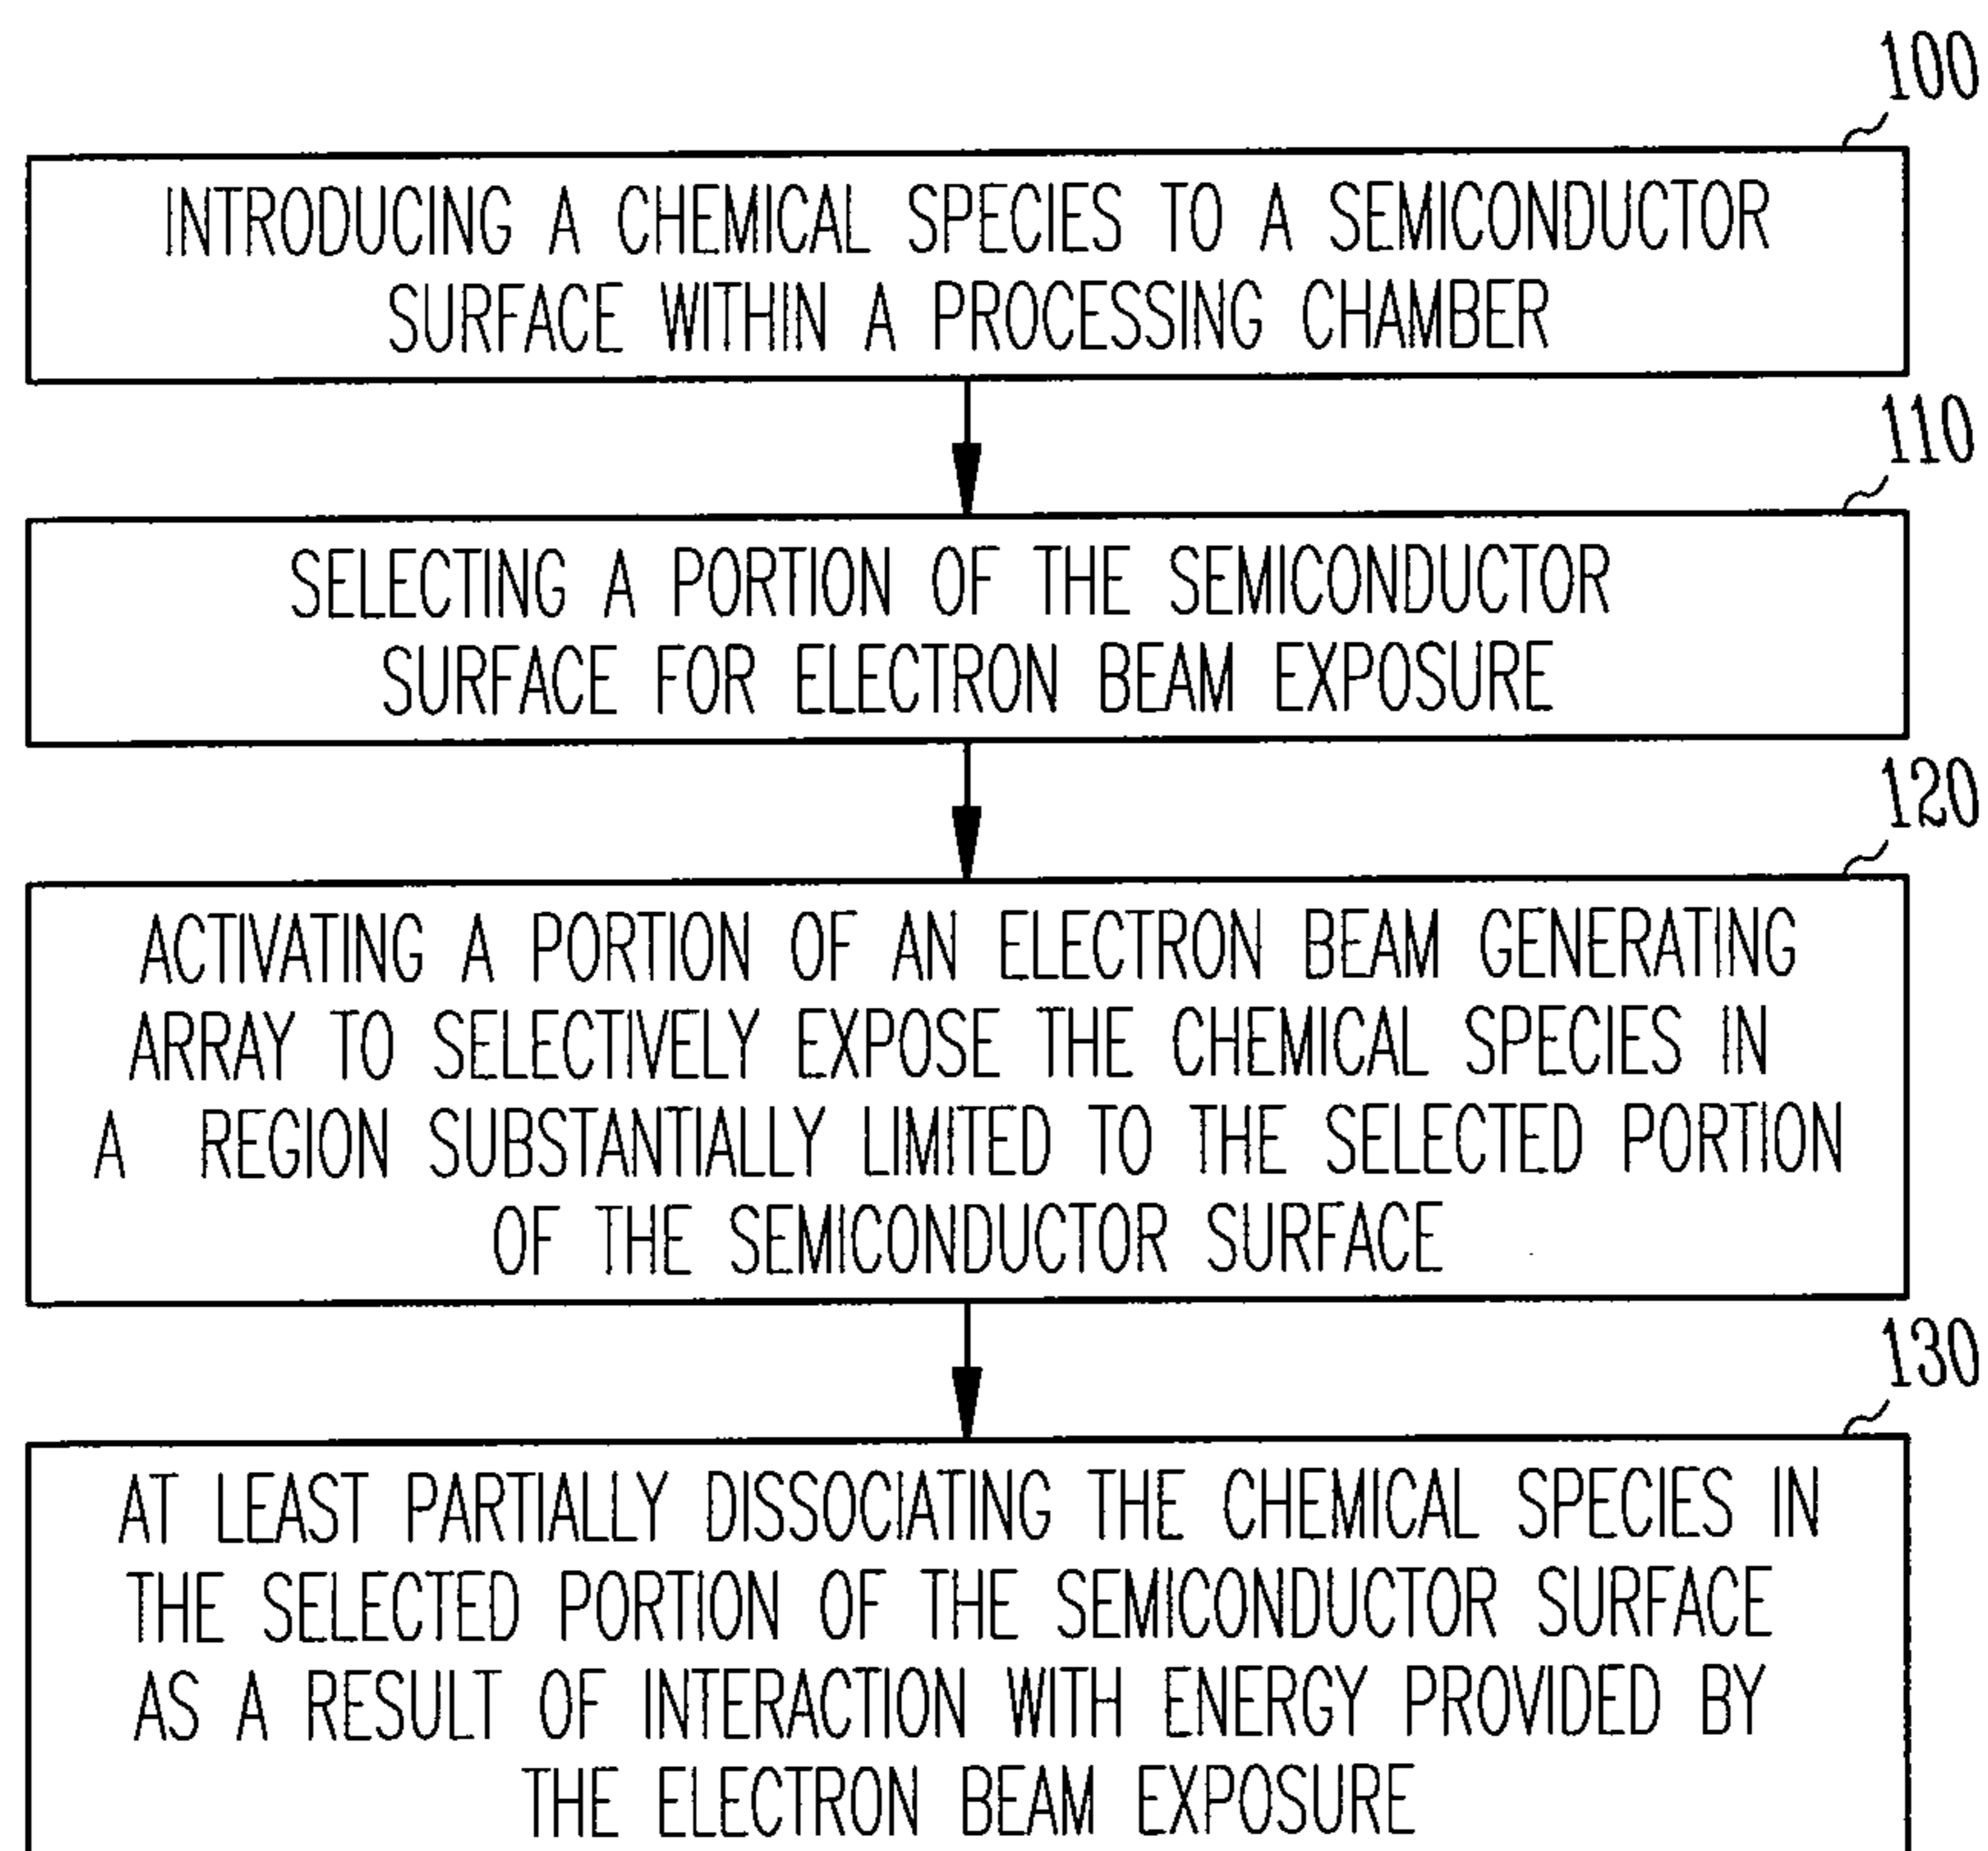 100
INTRODUCING A CHEMICAL SPECIES TO A SEMICONDUCTOR
SURFACE WITHIN A PROCESSING CHAMBER
110
SELECTING A PORTION OF THE SEMICONDUCTOR
SURFACE FOR ELECTRON BEAM EXPOSURE
120
ACTIVATING A PORTION OF AN ELECTRON BEAM GENERATING
ARRAY TO SELECTIVELY EXPOSE THE CHEMICAL SPECIES IN
A REGION SUBSTANTIALLY LIMITED TO THE SELECTED PORTION
OF THE SEMICONDUCTOR SURFACE
130
AT LEAST PARTIALLY DISSOCIATING THE CHEMICAL SPECIES IN
THE SELECTED PORTION OF THE SEMICONDUCTOR SURFACE
AS A RESULT OF INTERACTION WITH ENERGY PROVIDED BY
THE ELECTRON BEAM EXPOSURE